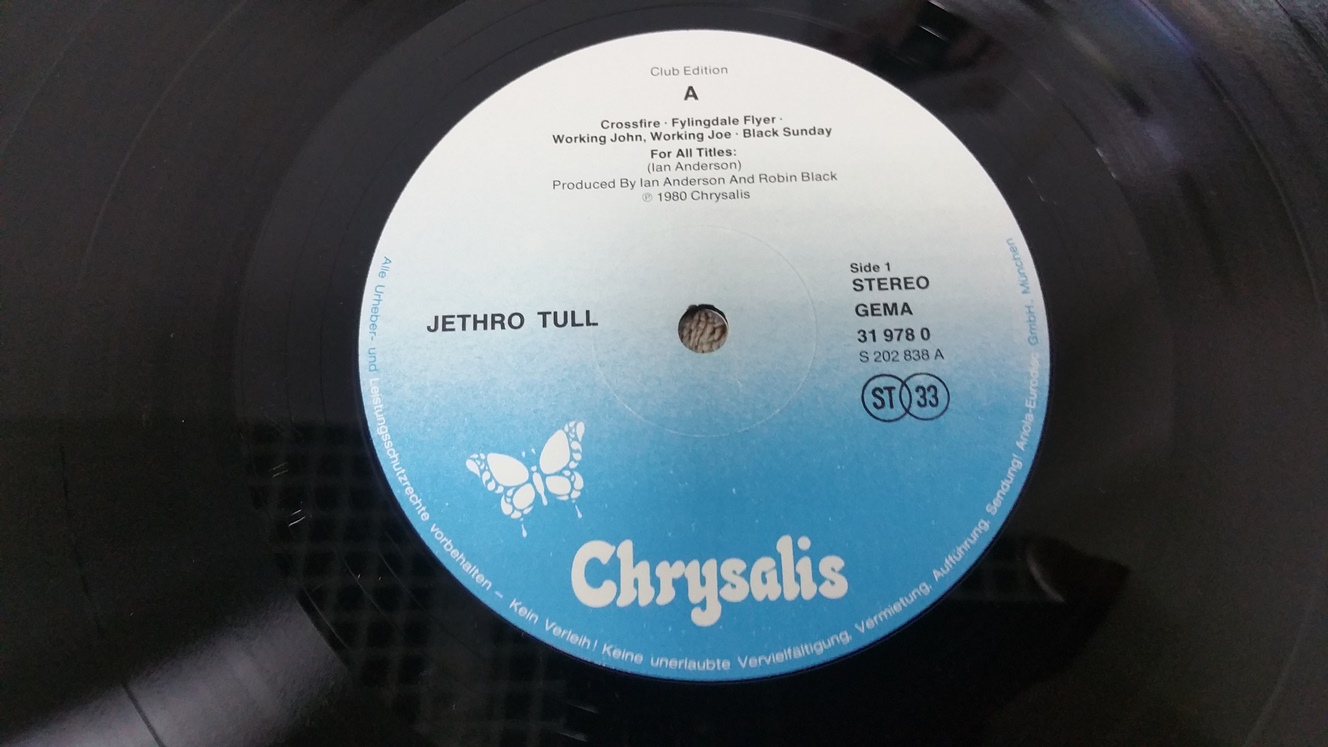 Club Edition
A
Crossfire · Fylingdale Flyer ·
Working John, Working Joe · Black Sunday
For All Titles:
(Ian Anderson)
Produced By Ian Anderson And Robin Black
℗ 1980 Chrysalis
JETHRO TULL
Side 1
STEREO
GEMA
31 978 0
S 202 838 A
ST 33
Chrysalis
Alle Urheber- und Leistungsschutzrechte vorbehalten – Kein Verleih! Keine unerlaubte Vervielfältigung, Vermietung, Aufführung, Sendung! Ariola-Eurodisc GmbH, München